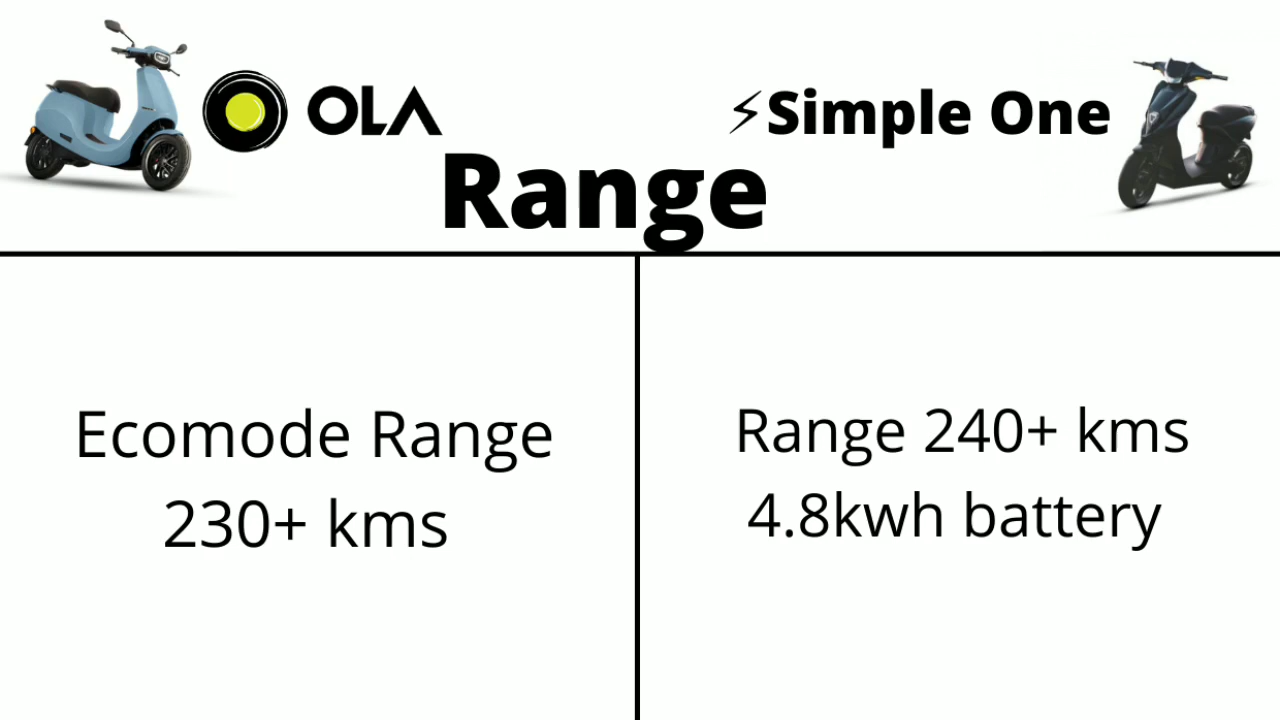 OLA
⚡Simple One
Range
Ecomode Range
230+ kms
Range 240+ kms
4.8kwh battery